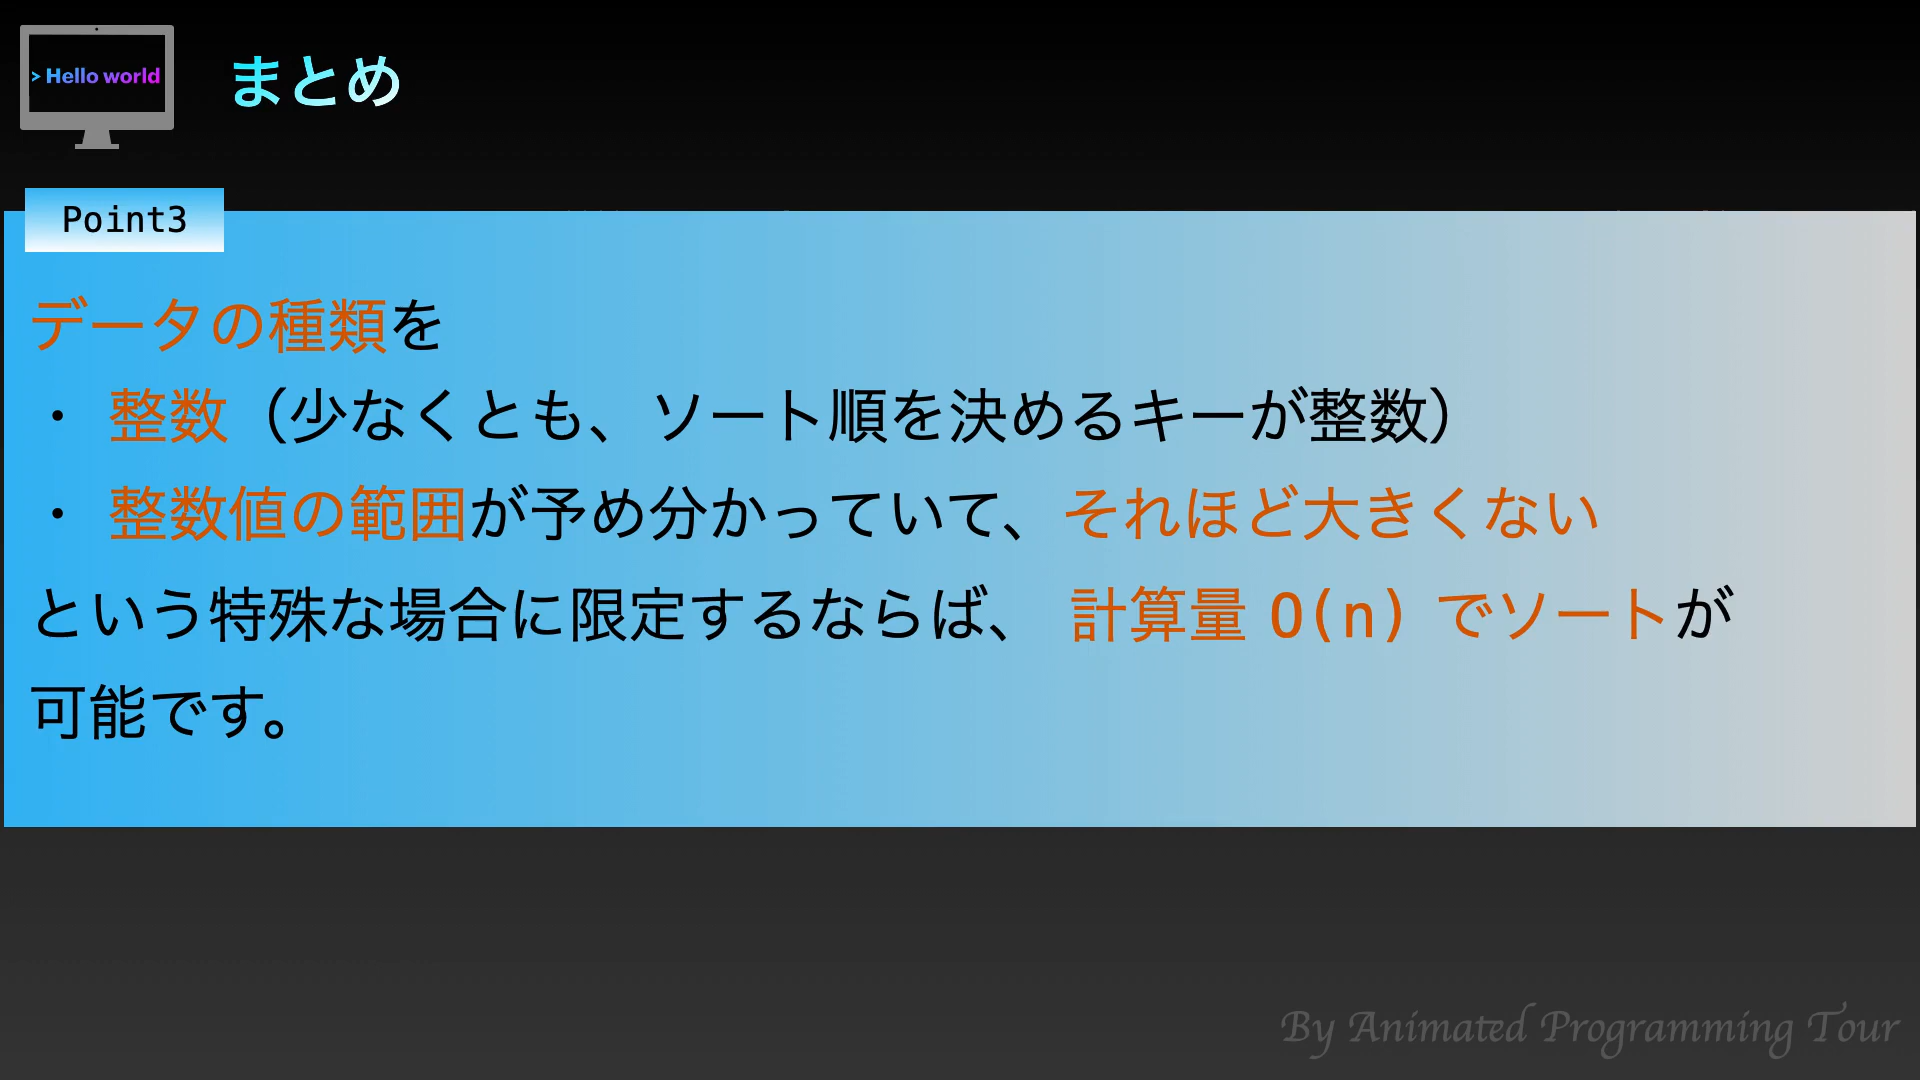 > Hello world
まとめ
Point3
データの種類を
・ 整数（少なくとも、ソート順を決めるキーが整数）
・ 整数値の範囲が予め分かっていて、それほど大きくない
という特殊な場合に限定するならば、 計算量 O(n) でソートが
可能です。
By Animated Programming Tour